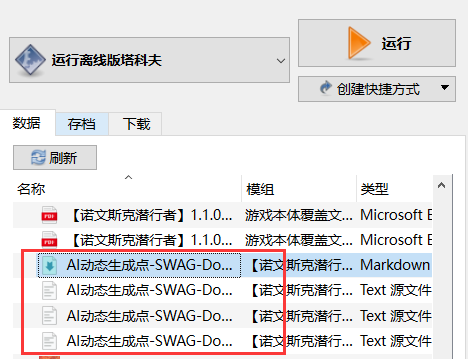 运行离线版塔科夫
运行
创建快捷方式
数据 存档 下载
刷新
名称 模组 类型
PDF 【诺文斯克潜行者】1.1.0... 游戏本体覆盖文... Microsoft E
PDF 【诺文斯克潜行者】1.1.0... 游戏本体覆盖文... Microsoft E
AI动态生成点-SWAG-Do... 【诺文斯克潜行... Markdown
AI动态生成点-SWAG-Do... 【诺文斯克潜行... Text 源文件
AI动态生成点-SWAG-Do... 【诺文斯克潜行... Text 源文件
AI动态生成点-SWAG-Do... 【诺文斯克潜行... Text 源文件